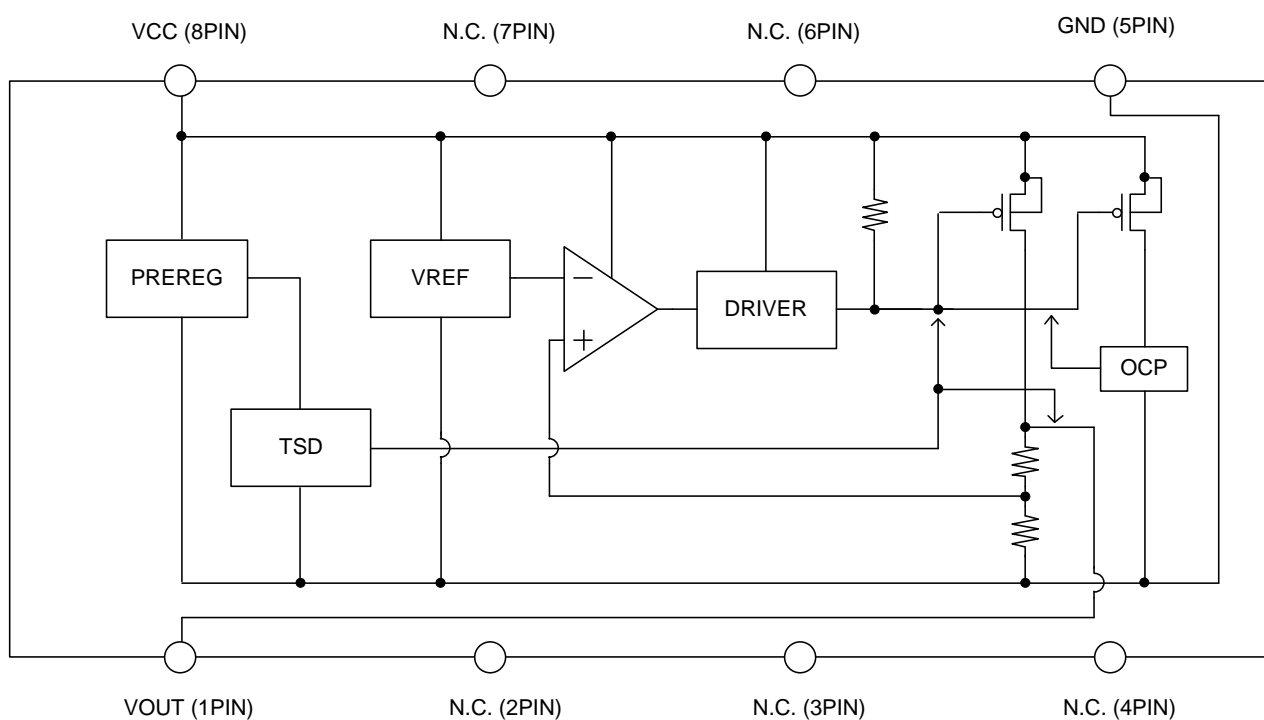 VCC (8PIN)
N.C. (7PIN)
N.C. (6PIN)
GND (5PIN)
PREREG
VREF
DRIVER
OCP
TSD
VOUT (1PIN)
N.C. (2PIN)
N.C. (3PIN)
N.C. (4PIN)